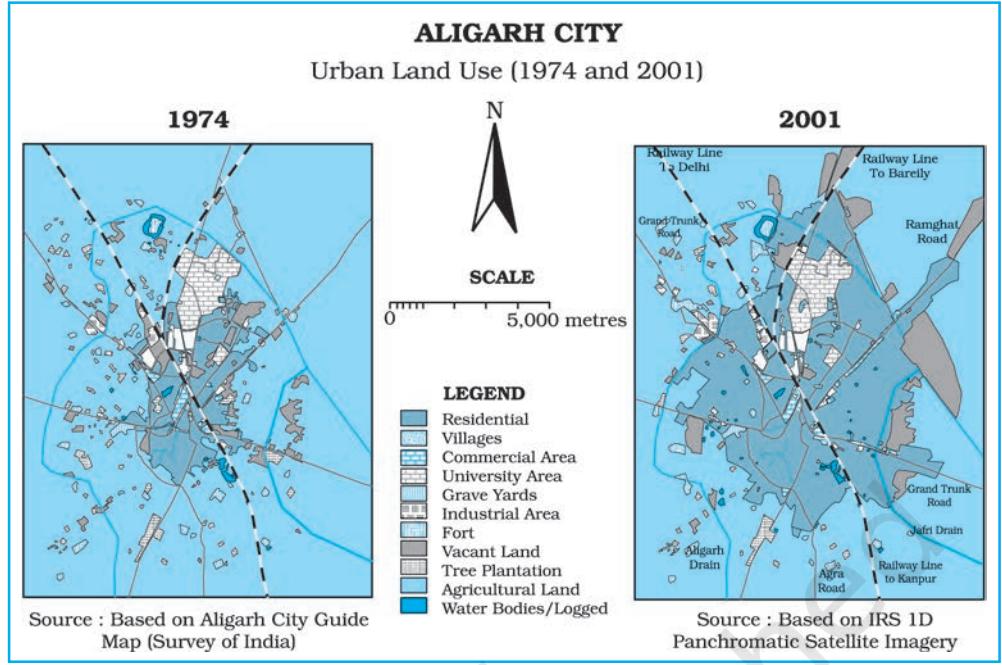 ALIGARH CITY
Urban Land Use (1974 and 2001)
1974
N
SCALE
0
5,000 metres
LEGEND
Residential
Villages
Commercial Area
University Area
Grave Yards
Industrial Area
Fort
Vacant Land
Tree Plantation
Agricultural Land
Water Bodies/Logged
Source : Based on Aligarh City Guide
Map (Survey of India)
2001
Railway Line
To Delhi
Railway Line
To Bareily
Grand Trunk
Road
Ramghat
Road
Grand Trunk
Road
Jafri Drain
Aligarh
Drain
Agra
Road
Railway Line
to Kanpur
Source : Based on IRS 1D
Panchromatic Satellite Imagery